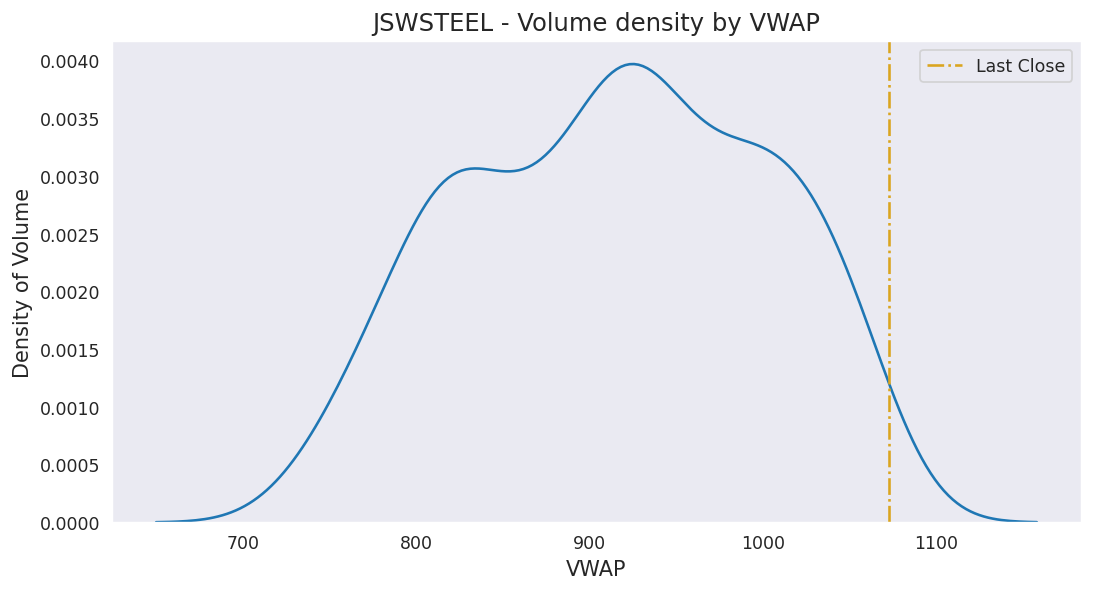 JSWSTEEL - Volume density by VWAP
Last Close
Density of Volume
0.0040
0.0035
0.0030
0.0025
0.0020
0.0015
0.0010
0.0005
0.0000
700 800 900 1000 1100
VWAP